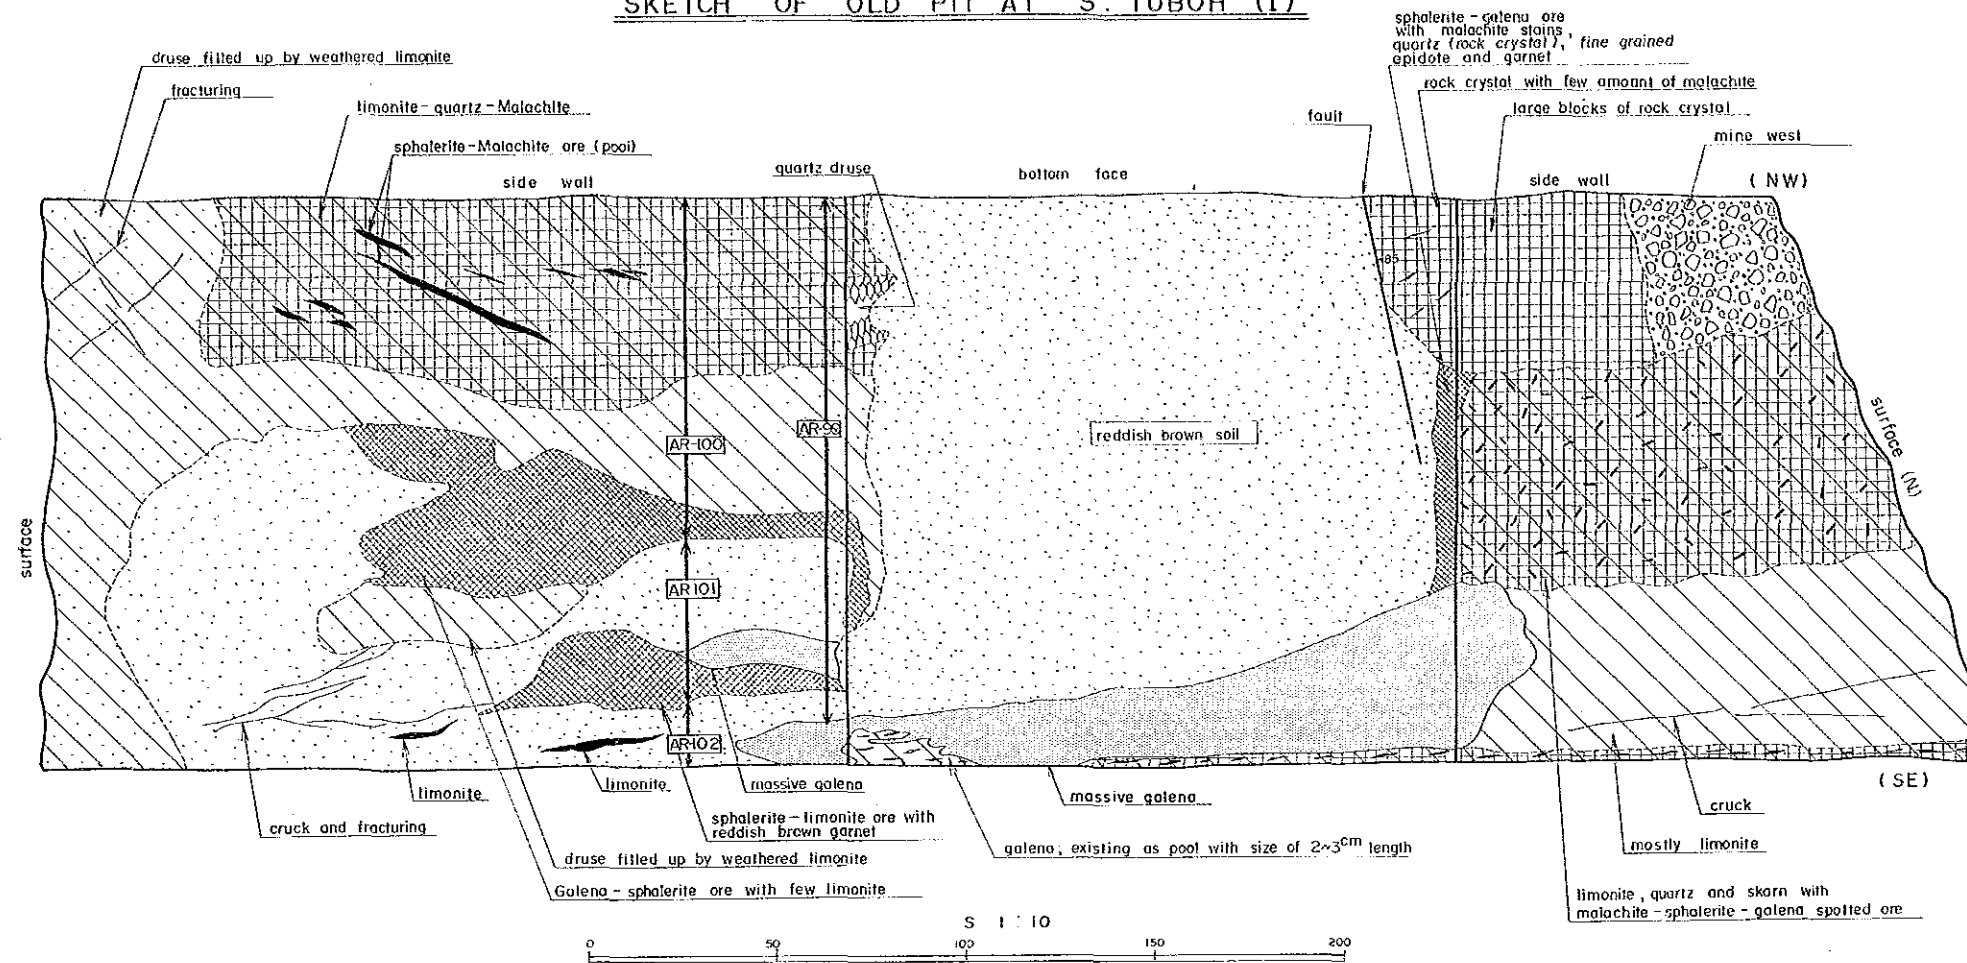 SKETCH OF OLD PIT AT S. TUBOH (I)
sphalerite-galena ore
with malachite stains,
quartz (rock crystal), fine grained
epidote and garnet
druse filled up by weathered limonite
fracturing
limonite-quartz-Malachite
sphalerite-Malachite ore (pool)
rock crystal with few amount of malachite
large blocks of rock crystal
fault
mine west
quartz druse
side wall
bottom face
side wall
(NW)
85
AR-100
AR-99
reddish brown soil
surface (N)
surface
AR-101
AR-102
(SE)
limonite
limonite
massive galena
massive galena
cruck
cruck and fracturing
sphalerite-limonite ore with
reddish brown garnet
galena, existing as pool with size of 2~3cm length
mostly limonite
druse filled up by weathered limonite
Galena-sphalerite ore with few limonite
limonite, quartz and skarn with
malachite-sphalerite-galena spotted ore
S 1:10
0 50 100 150 200